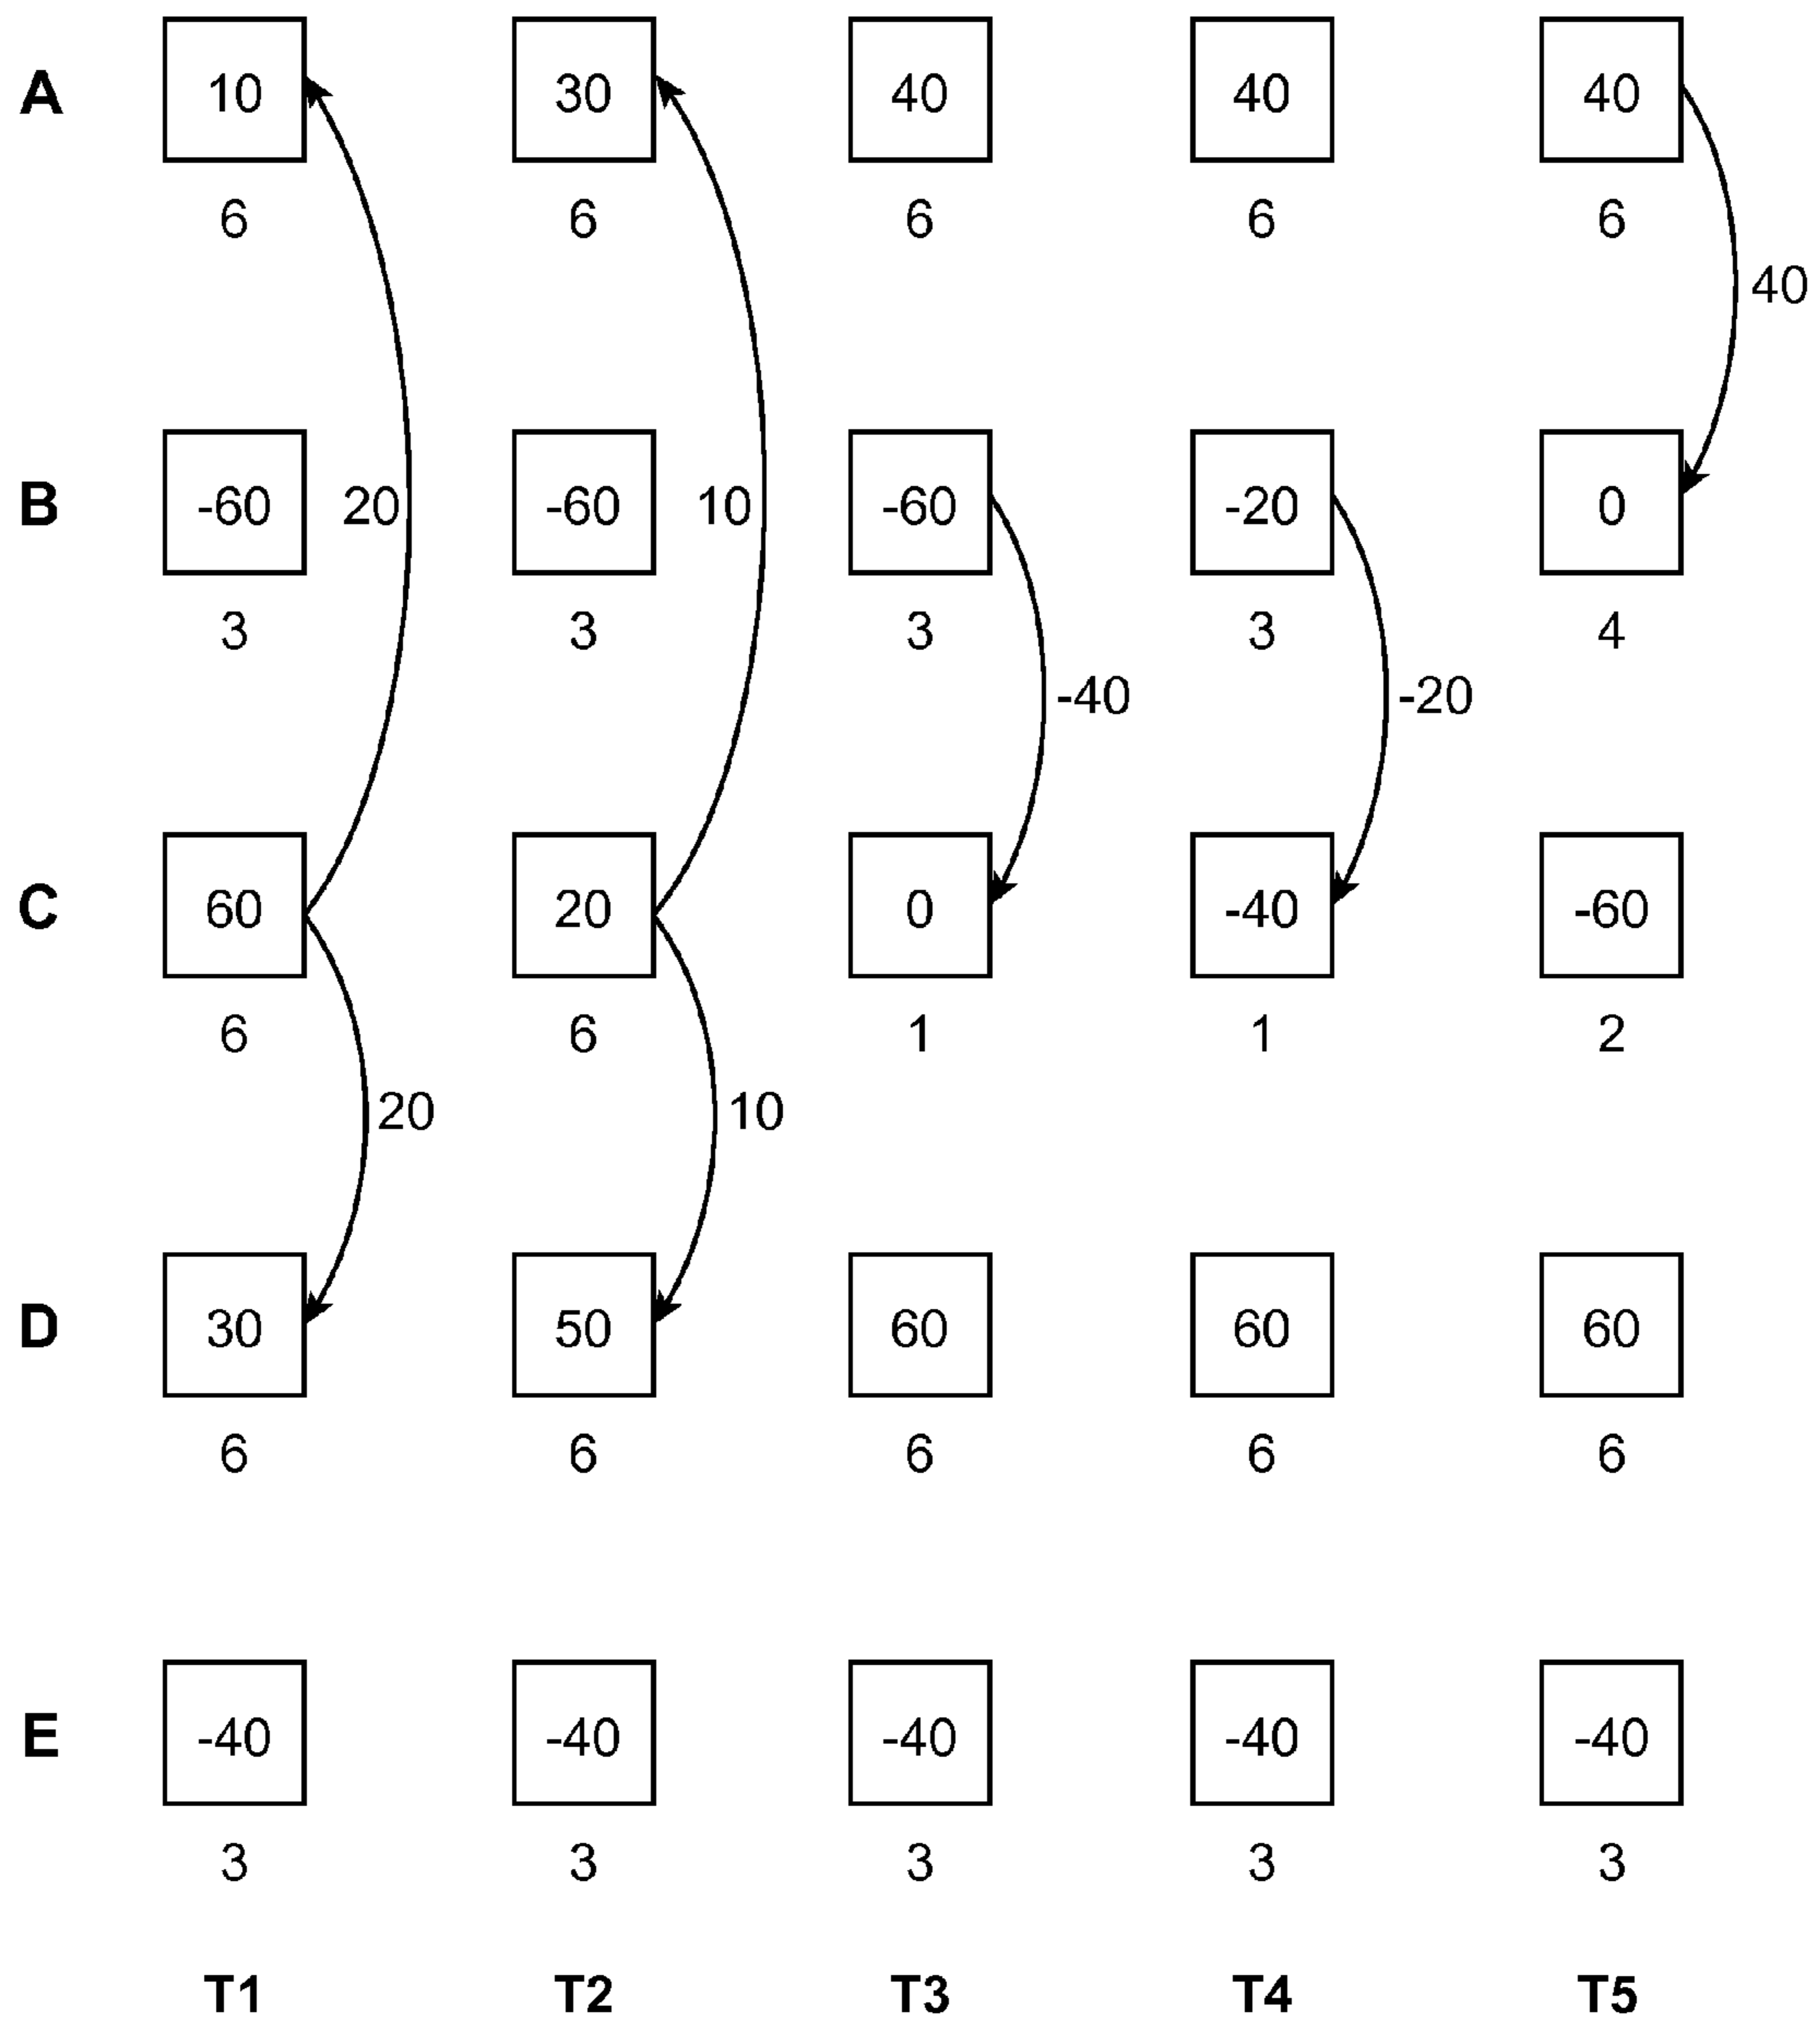 A 10 30 40 40 40
6 6 6 6 6
40
B -60 20 -60 10 -60 -20 0
3 3 3 3 4
-40 -20
C 60 20 0 -40 -60
6 6 1 1 2
20 10
D 30 50 60 60 60
6 6 6 6 6
E -40 -40 -40 -40 -40
3 3 3 3 3
T1 T2 T3 T4 T5